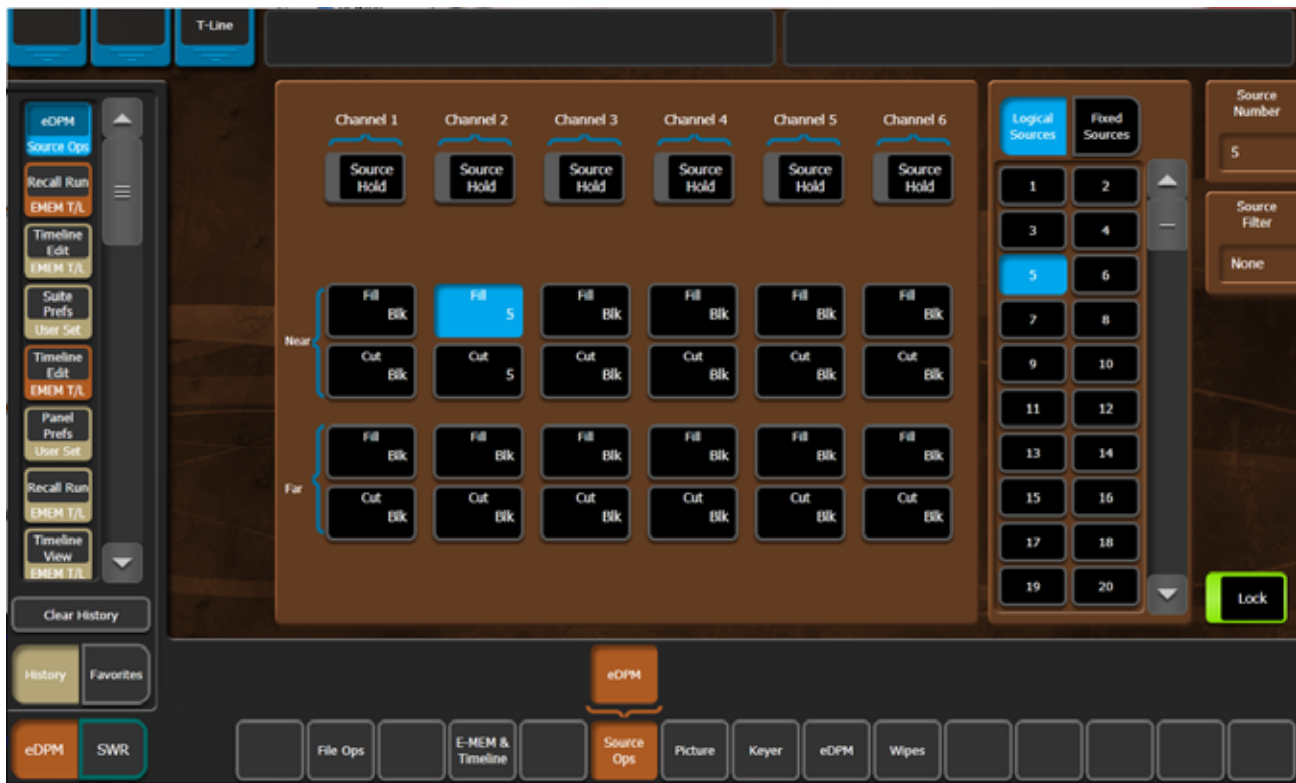 T-Line
eDPM
Source Ops
Recall Run
EMEM T/L
Timeline
Edit
EMEM T/L
Suite
Prefs
User Set
Timeline
Edit
EMEM T/L
Panel
Prefs
User Set
Recall Run
EMEM T/L
Timeline
View
EMEM T/L
Clear History
History Favorites
eDPM SWR
Channel 1 Channel 2 Channel 3 Channel 4 Channel 5 Channel 6
Source Source Source Source Source Source
Hold Hold Hold Hold Hold Hold
Near
Fill Fill Fill Fill Fill Fill
Blk 5 Blk Blk Blk Blk
Cut Cut Cut Cut Cut Cut
Blk 5 Blk Blk Blk Blk
Far
Fill Fill Fill Fill Fill Fill
Blk Blk Blk Blk Blk Blk
Cut Cut Cut Cut Cut Cut
Blk Blk Blk Blk Blk Blk
Logical Fixed
Sources Sources
1 2
3 4
5 6
7 8
9 10
11 12
13 14
15 16
17 18
19 20
Source
Number
5
Source
Filter
None
Lock
eDPM
File Ops
E-MEM &
Timeline
Source
Ops
Picture
Keyer
eDPM
Wipes